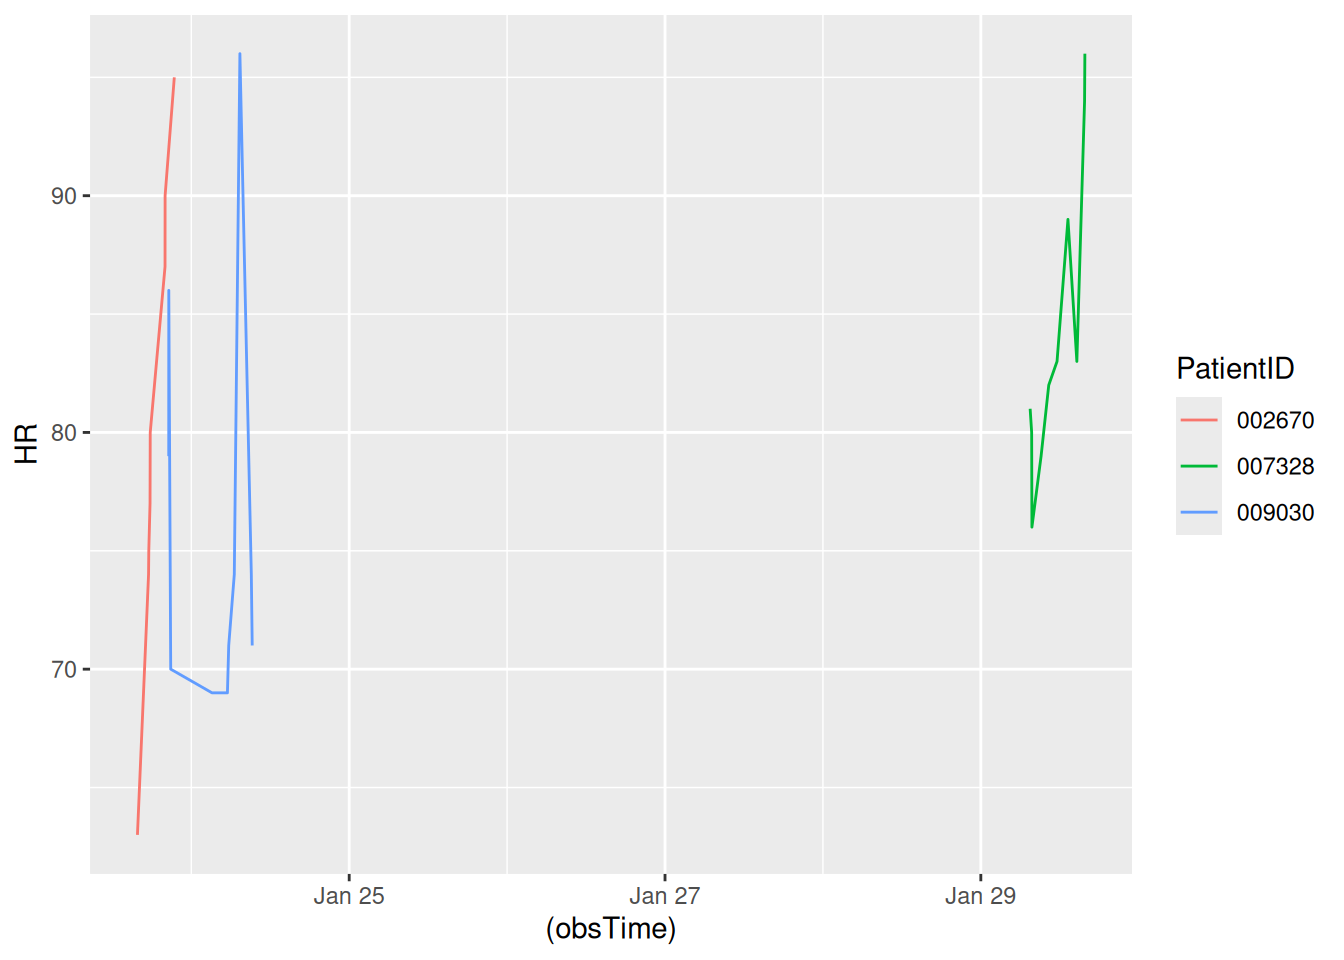 90
80
70
HR
Jan 25
Jan 27
Jan 29
(obsTime)
PatientID
002670
007328
009030